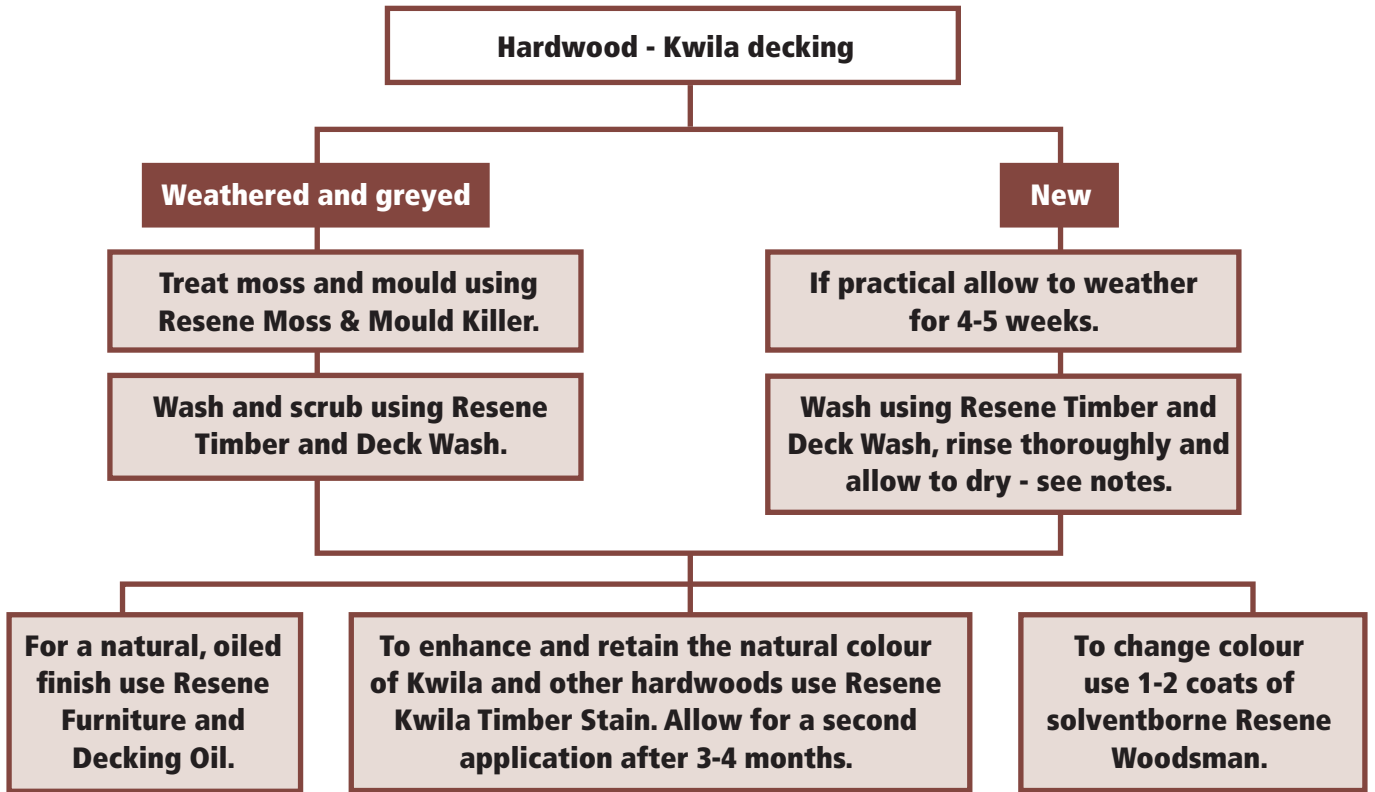 Hardwood - Kwila decking
Weathered and greyed
New
Treat moss and mould using
Resene Moss & Mould Killer.
If practical allow to weather
for 4-5 weeks.
Wash and scrub using Resene
Timber and Deck Wash.
Wash using Resene Timber and
Deck Wash, rinse thoroughly and
allow to dry - see notes.
For a natural, oiled
finish use Resene
Furniture and
Decking Oil.
To enhance and retain the natural colour
of Kwila and other hardwoods use Resene
Kwila Timber Stain. Allow for a second
application after 3-4 months.
To change colour
use 1-2 coats of
solventborne Resene
Woodsman.